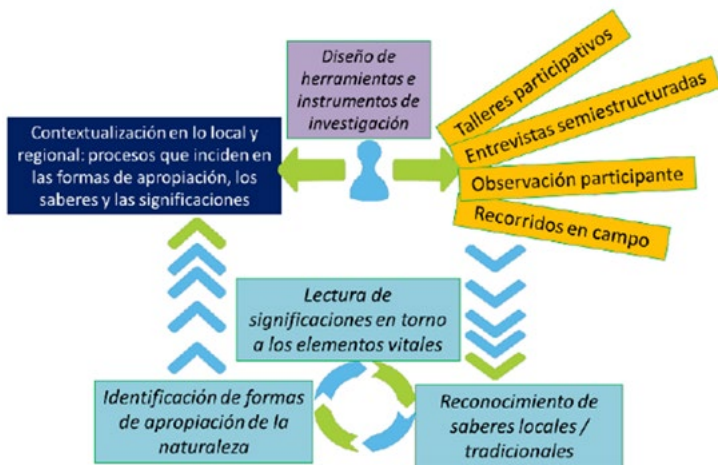 Diseño de
herramientas e
instrumentos de
investigación
Talleres participativos
Entrevistas semiestructuradas
Observación participante
Recorridos en campo
Contextualización en lo local y
regional: procesos que inciden en
las formas de apropiación, los
saberes y las significaciones
Lectura de
significaciones en torno
a los elementos vitales
Identificación de formas
de apropiación de la
naturaleza
Reconocimiento de
saberes locales /
tradicionales